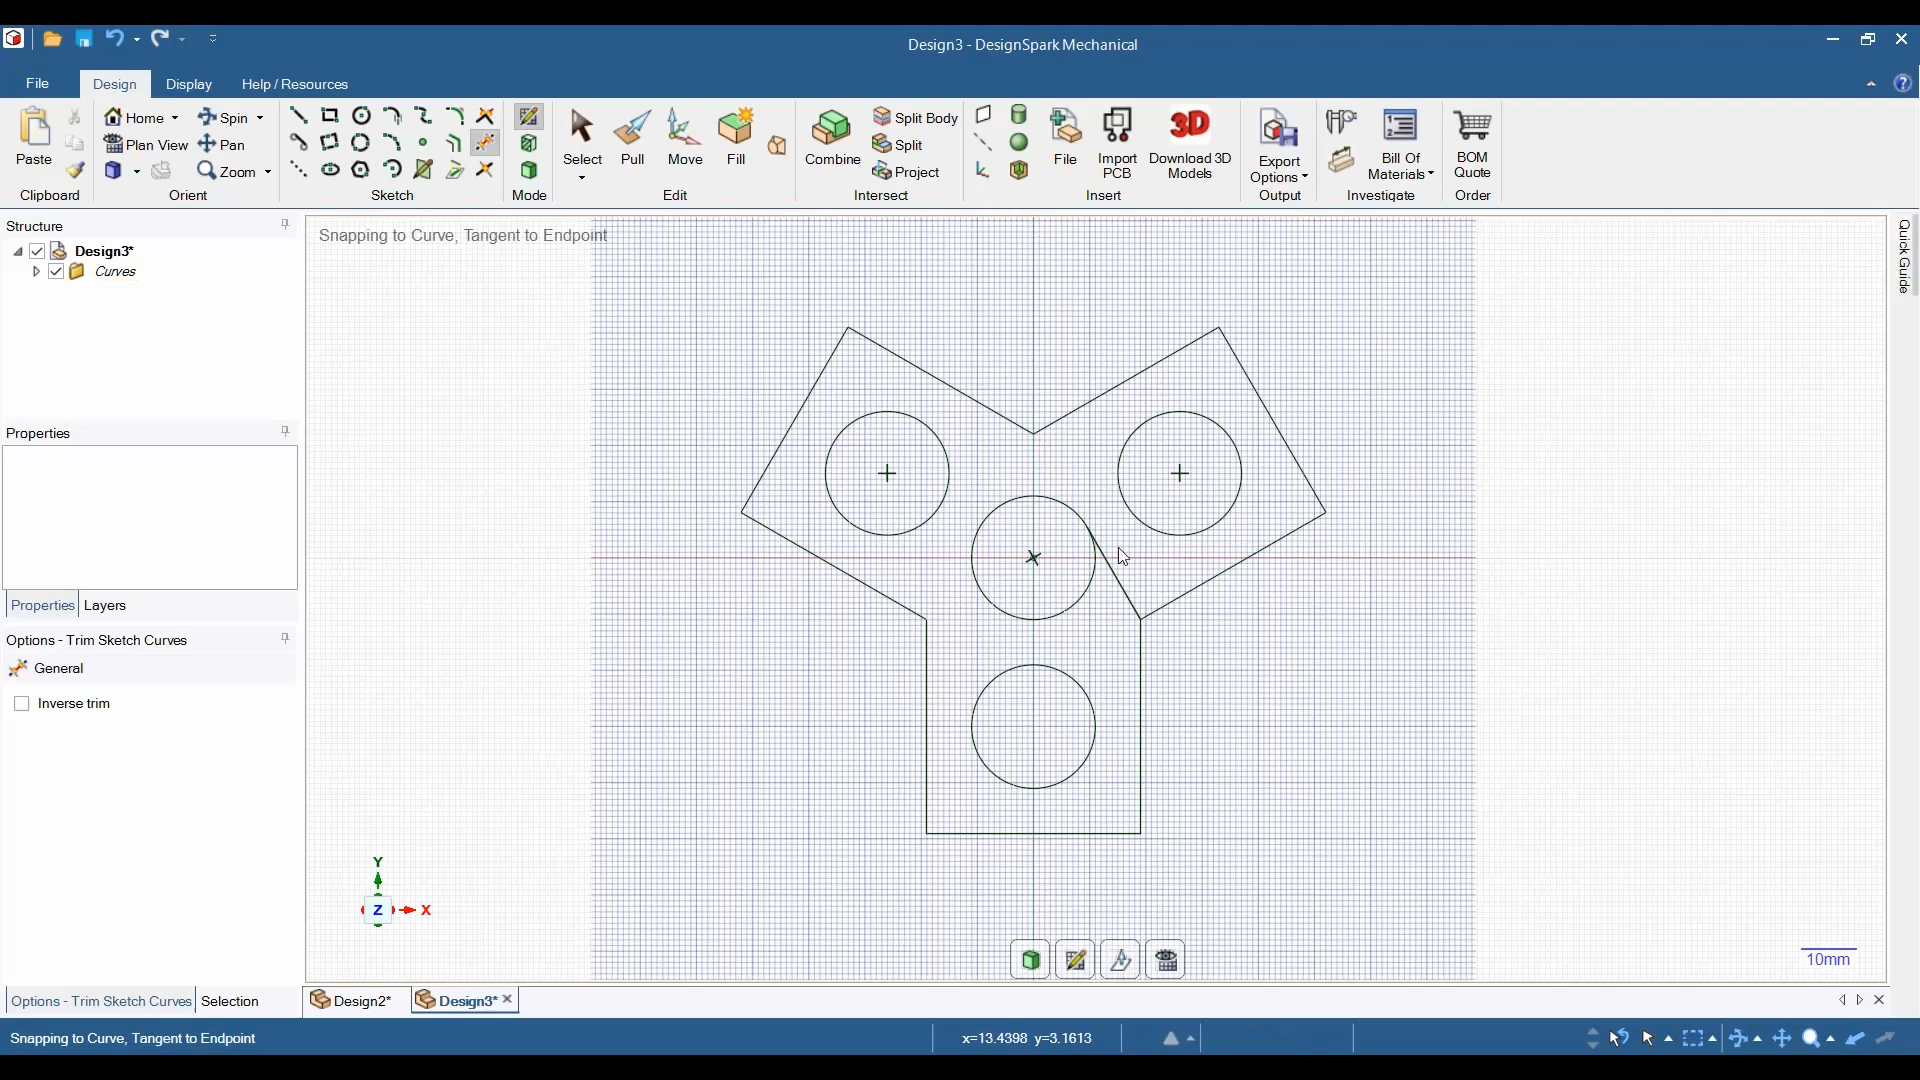 Design3 - DesignSpark Mechanical
File
Design
Display
Help / Resources
Paste
Clipboard
Home
Spin
Plan View
Pan
Zoom
Orient
Sketch
Mode
Select
Pull
Move
Fill
Edit
Combine
Split Body
Split
Project
Intersect
File
Import
PCB
Download 3D
Models
3D
Insert
Export
Options
Output
Bill Of
Materials
Investigate
BOM
Quote
Order
Structure
Design3*
Curves
Snapping to Curve, Tangent to Endpoint
Quick Guide
Properties
Properties
Layers
Options - Trim Sketch Curves
General
Inverse trim
Y
Z
X
10mm
Options - Trim Sketch Curves
Selection
Design2*
Design3*
Snapping to Curve, Tangent to Endpoint
x=13.4398 y=3.1613